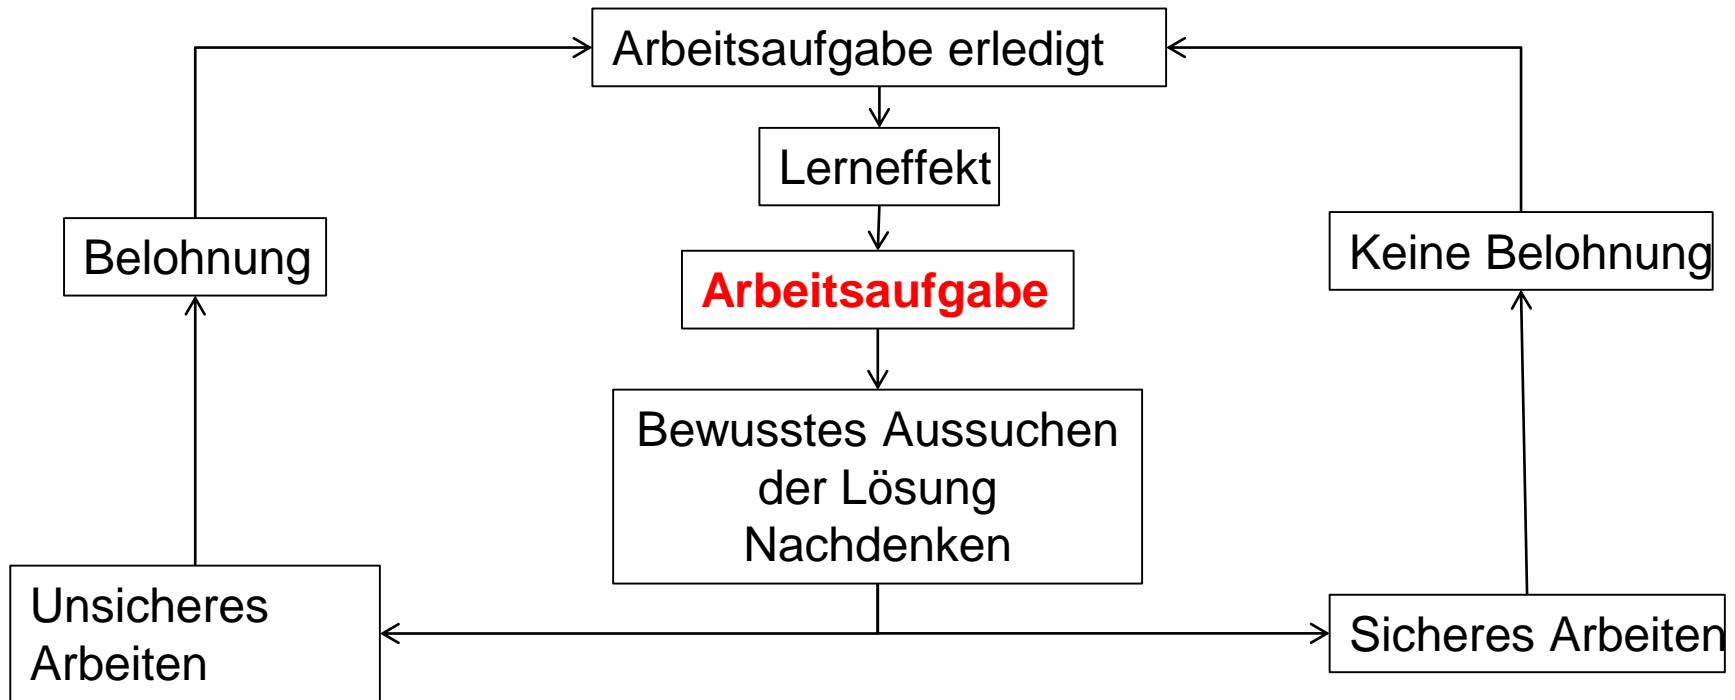 Arbeitsaufgabe erledigt
Lerneffekt
Belohnung
Keine Belohnung
Arbeitsaufgabe
Bewusstes Aussuchen
der Lösung
Nachdenken
Unsicheres
Arbeiten
Sicheres Arbeiten